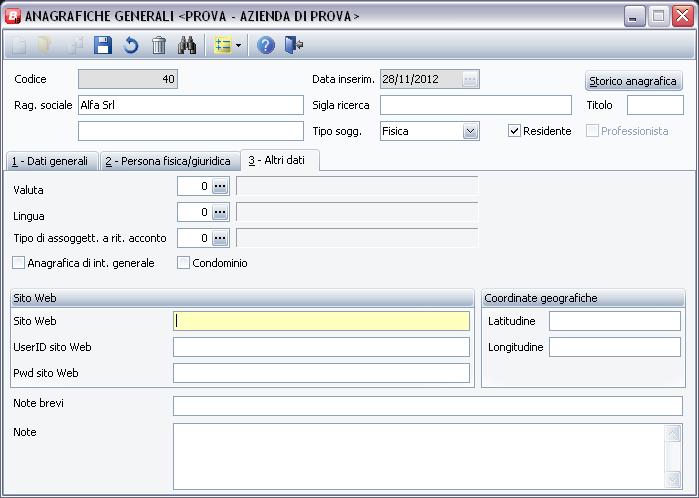 ANAGRAFICHE GENERALI <PROVA - AZIENDA DI PROVA>
Codice 40 Data inserim. 28/11/2012 ... Storico anagrafica
Rag. sociale Alfa Srl Sigla ricerca Titolo
Tipo sogg. Fisica Residente Professionista
1 - Dati generali 2 - Persona fisica/giuridica 3 - Altri dati
Valuta 0 ...
Lingua 0 ...
Tipo di assoggett. a rit. acconto 0 ...
Anagrafica di int. generale Condominio
Sito Web Coordinate geografiche
Sito Web Latitudine
UserID sito Web Longitudine
Pwd sito Web
Note brevi
Note